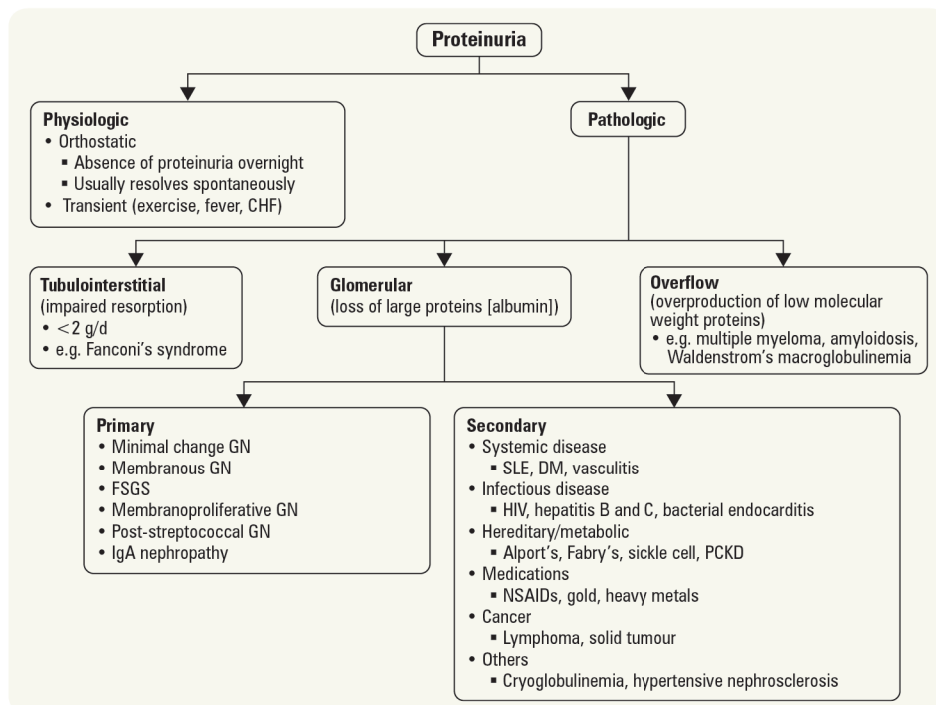 Proteinuria
Physiologic
• Orthostatic
▪ Absence of proteinuria overnight
▪ Usually resolves spontaneously
• Transient (exercise, fever, CHF)
Pathologic
Tubulointerstitial
(impaired resorption)
• <2 g/d
• e.g. Fanconi's syndrome
Glomerular
(loss of large proteins [albumin])
Overflow
(overproduction of low molecular
weight proteins)
• e.g. multiple myeloma, amyloidosis,
Waldenstrom's macroglobulinemia
Primary
• Minimal change GN
• Membranous GN
• FSGS
• Membranoproliferative GN
• Post-streptococcal GN
• IgA nephropathy
Secondary
• Systemic disease
▪ SLE, DM, vasculitis
• Infectious disease
▪ HIV, hepatitis B and C, bacterial endocarditis
• Hereditary/metabolic
▪ Alport's, Fabry's, sickle cell, PCKD
• Medications
▪ NSAIDs, gold, heavy metals
• Cancer
▪ Lymphoma, solid tumour
• Others
▪ Cryoglobulinemia, hypertensive nephrosclerosis